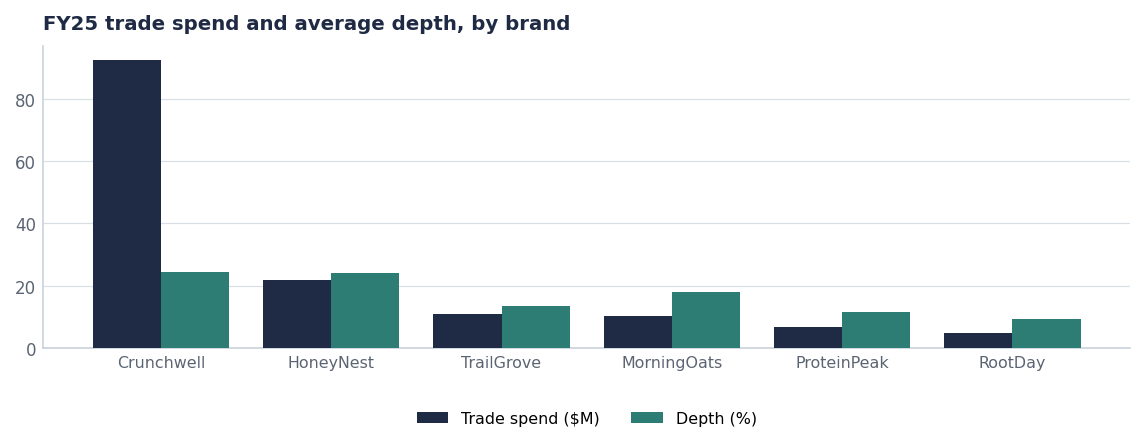 FY25 trade spend and average depth, by brand
80
60
40
20
0
Crunchwell HoneyNest TrailGrove MorningOats ProteinPeak RootDay
Trade spend ($M) Depth (%)